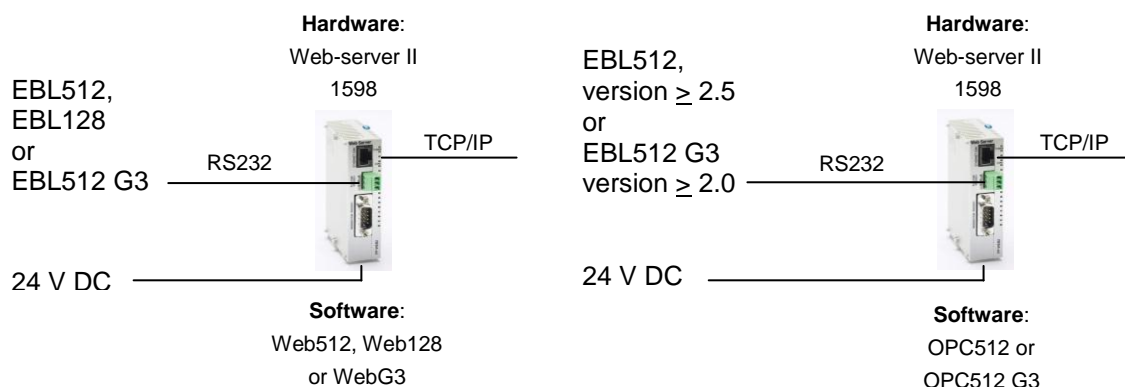 Hardware:
Web-server II
1598
EBL512,
EBL128
or
EBL512 G3
RS232
TCP/IP
24 V DC
Software:
Web512, Web128
or WebG3
Hardware:
Web-server II
1598
EBL512,
version ≥ 2.5
or
EBL512 G3
version ≥ 2.0
RS232
TCP/IP
24 V DC
Software:
OPC512 or
OPC512 G3